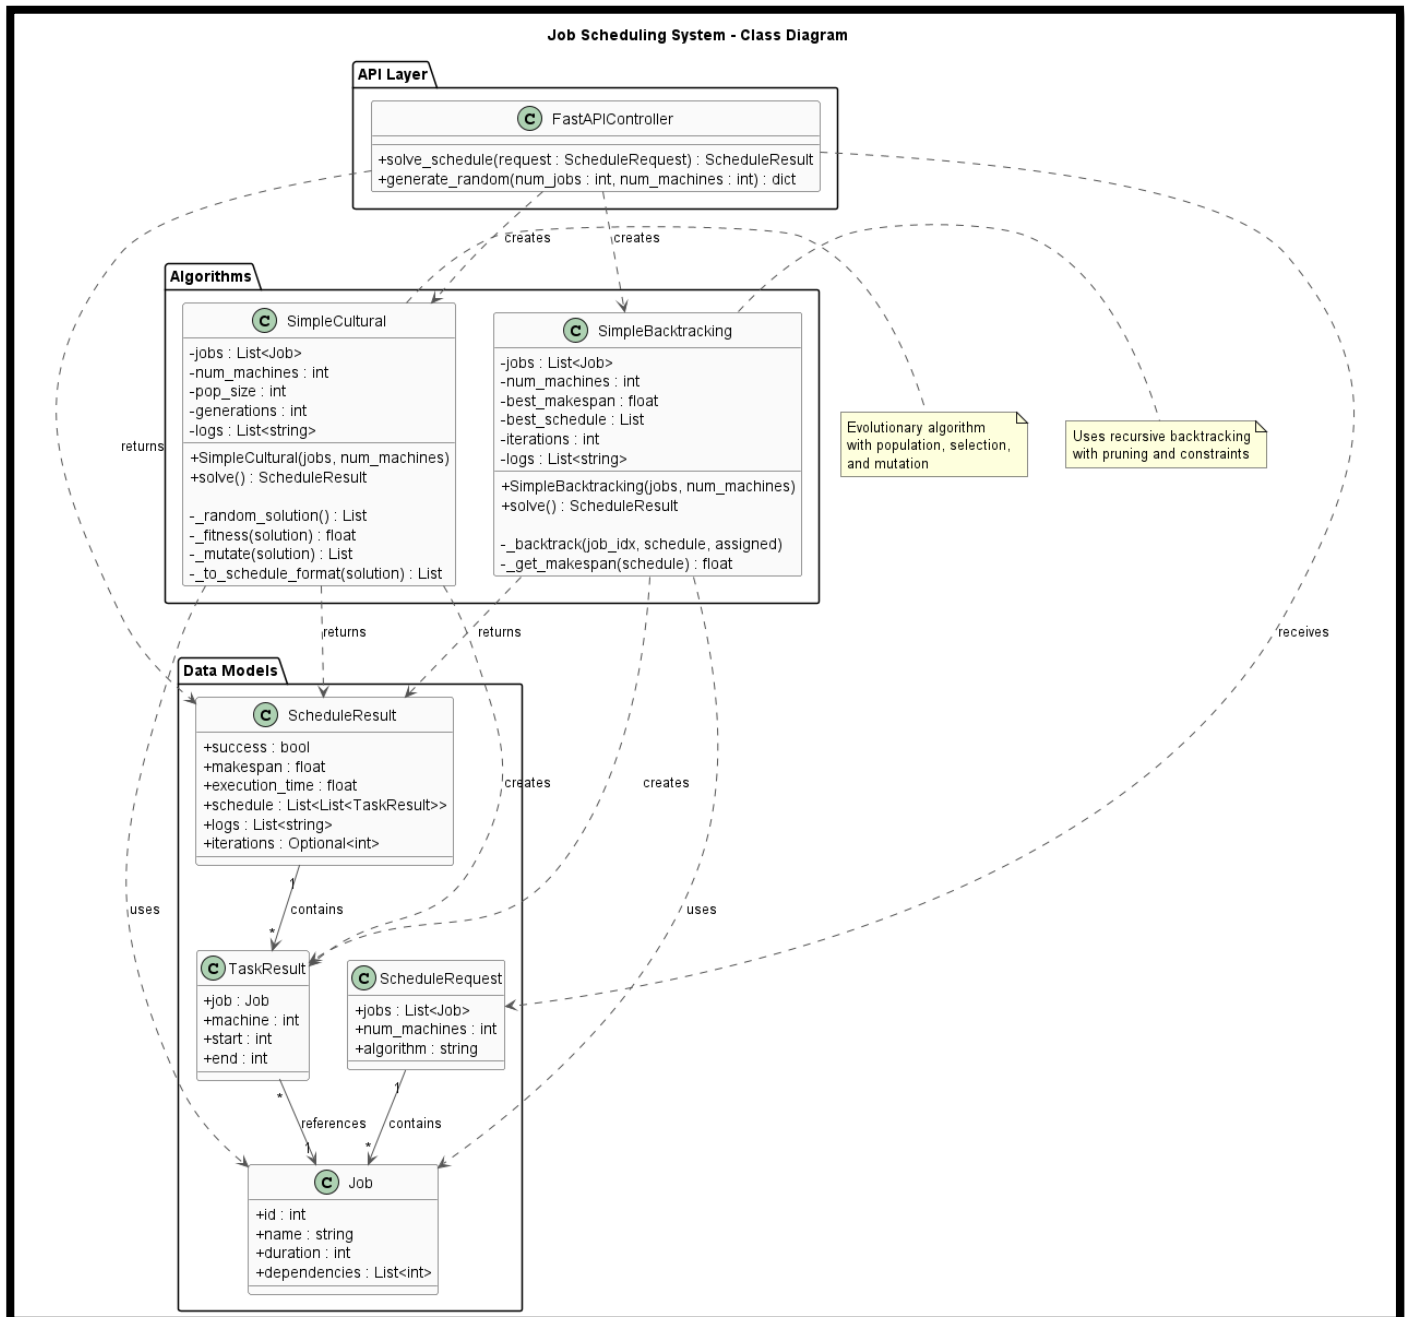 Job Scheduling System - Class Diagram
API Layer
C FastAPIController
+solve_schedule(request : ScheduleRequest) : ScheduleResult
+generate_random(num_jobs : int, num_machines : int) : dict
creates
creates
Algorithms
C SimpleCultural
-jobs : List<Job>
-num_machines : int
-pop_size : int
-generations : int
-logs : List<string>
+SimpleCultural(jobs, num_machines)
+solve() : ScheduleResult
-_random_solution() : List
-_fitness(solution) : float
-_mutate(solution) : List
-_to_schedule_format(solution) : List
C SimpleBacktracking
-jobs : List<Job>
-num_machines : int
-best_makespan : float
-best_schedule : List
-iterations : int
-logs : List<string>
+SimpleBacktracking(jobs, num_machines)
+solve() : ScheduleResult
-_backtrack(job_idx, schedule, assigned)
-_get_makespan(schedule) : float
Evolutionary algorithm
with population, selection,
and mutation
Uses recursive backtracking
with pruning and constraints
returns
returns
returns
receives
Data Models
C ScheduleResult
+success : bool
+makespan : float
+execution_time : float
+schedule : List<List<TaskResult>>
+logs : List<string>
+iterations : Optional<int>
creates
creates
1
contains
*
uses
uses
C TaskResult
+job : Job
+machine : int
+start : int
+end : int
C ScheduleRequest
+jobs : List<Job>
+num_machines : int
+algorithm : string
*
references
1
1
contains
*
C Job
+id : int
+name : string
+duration : int
+dependencies : List<int>